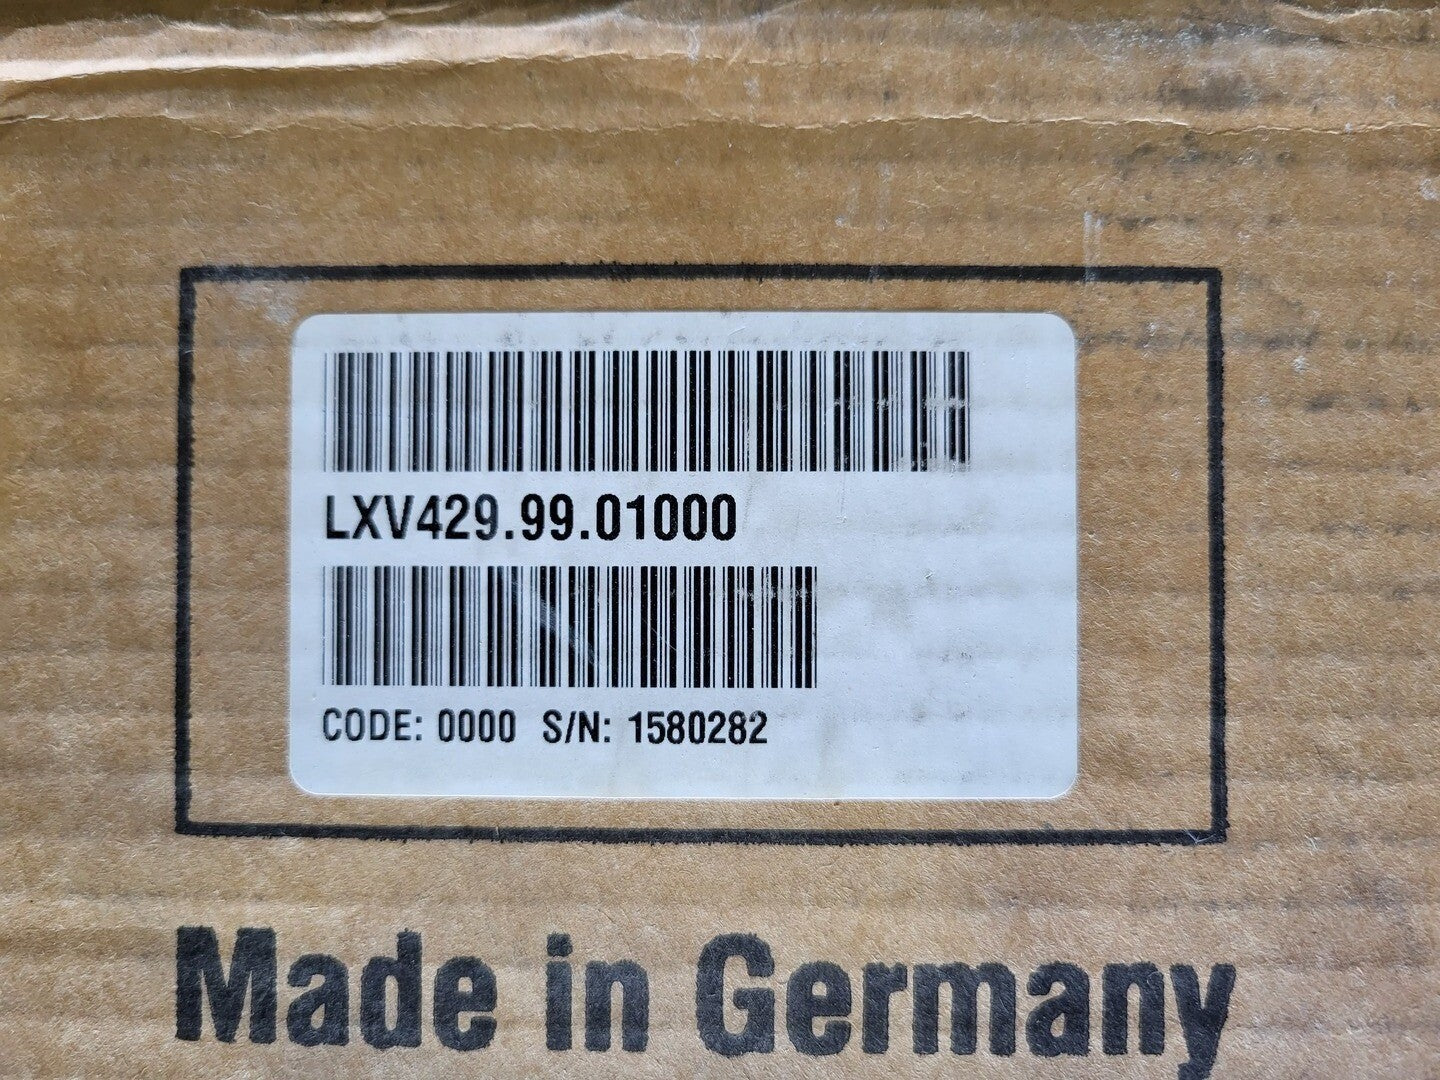 LXV429.99.01000
CODE: 0000 S/N: 1580282
Made in Germany